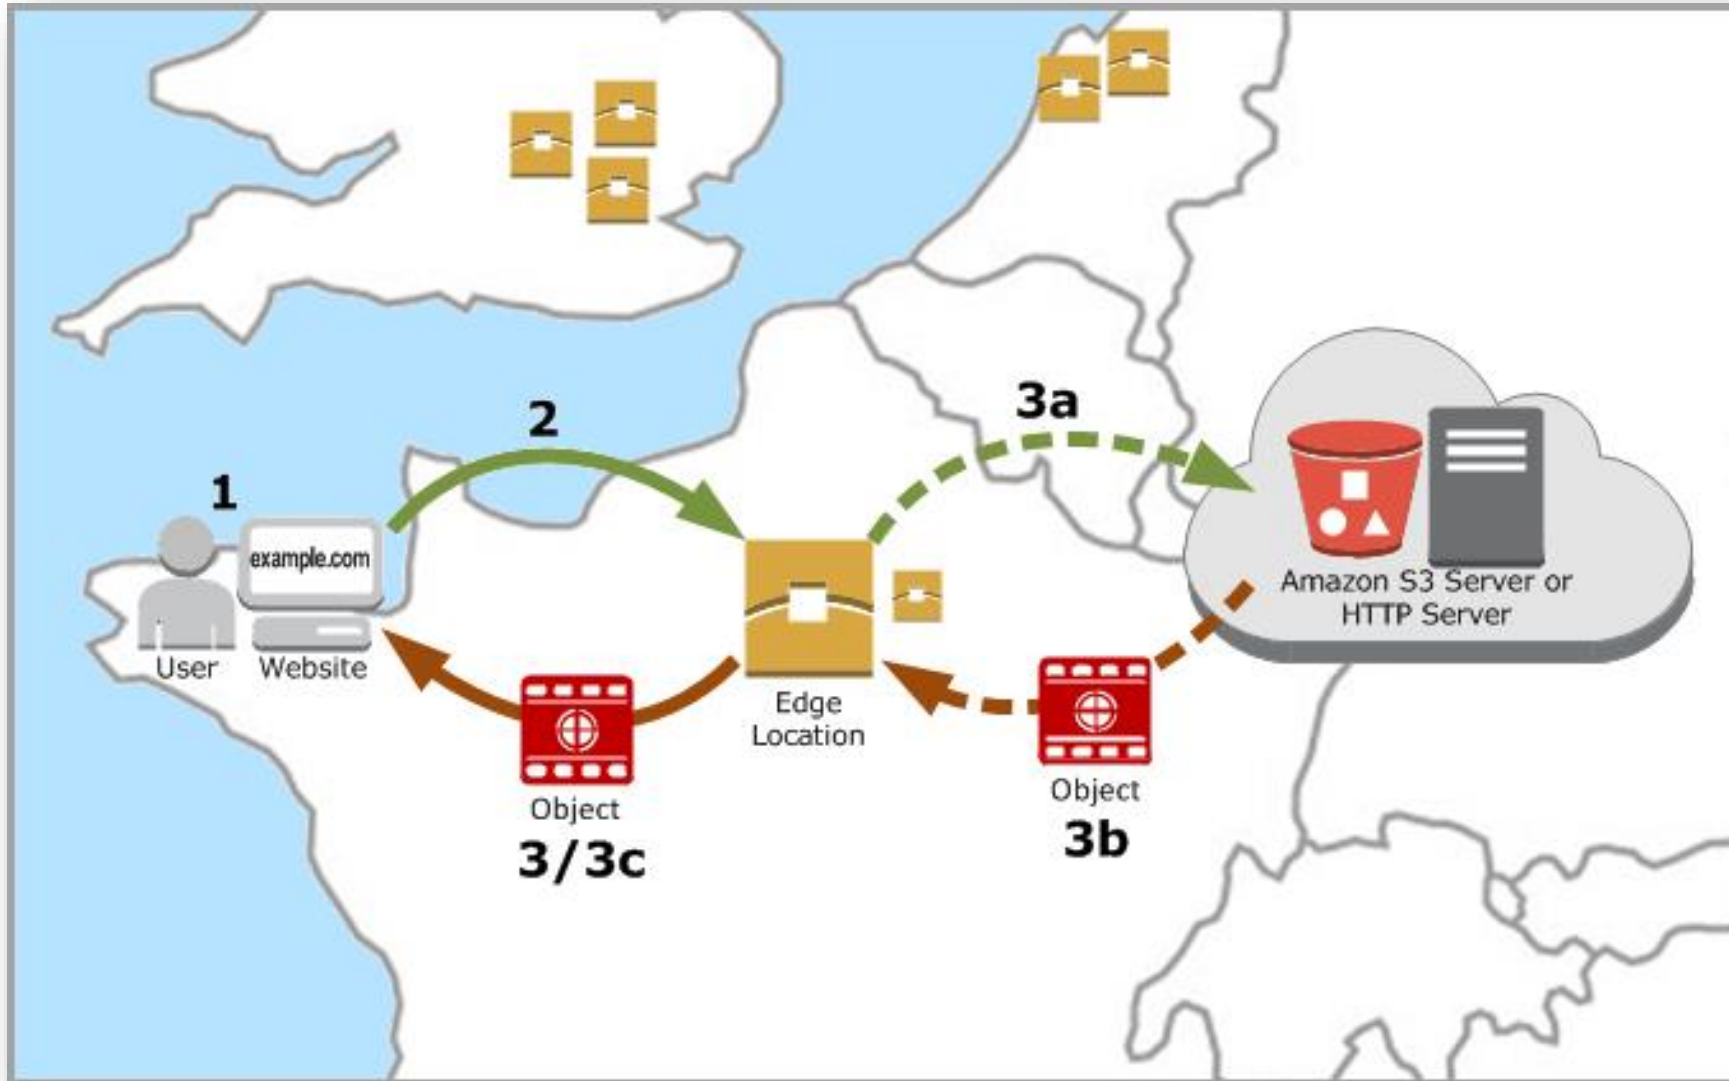 3a
2
1
example.com
Amazon S3 Server or
HTTP Server
User
Website
Edge
Location
Object
3b
Object
3/3c